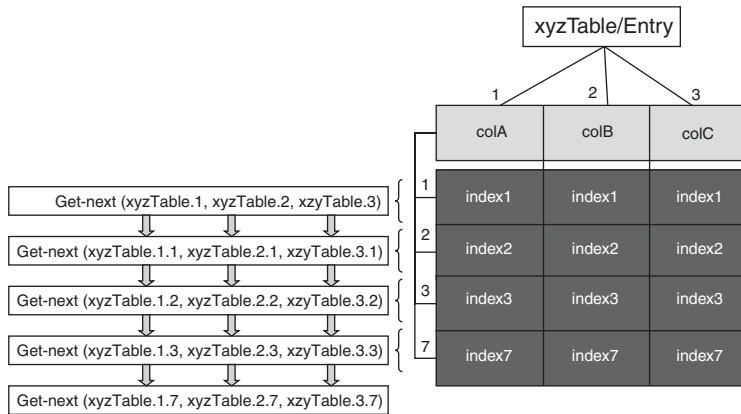 xyzTable/Entry
1 2 3
colA colB colC
Get-next (xyzTable.1, xyzTable.2, xzyTable.3)
1 index1 index1 index1
Get-next (xyzTable.1.1, xyzTable.2.1, xzyTable.3.1)
2 index2 index2 index2
Get-next (xyzTable.1.2, xyzTable.2.2, xzyTable.3.2)
3 index3 index3 index3
Get-next (xyzTable.1.3, xyzTable.2.3, xzyTable.3.3)
7 index7 index7 index7
Get-next (xyzTable.1.7, xyzTable.2.7, xzyTable.3.7)